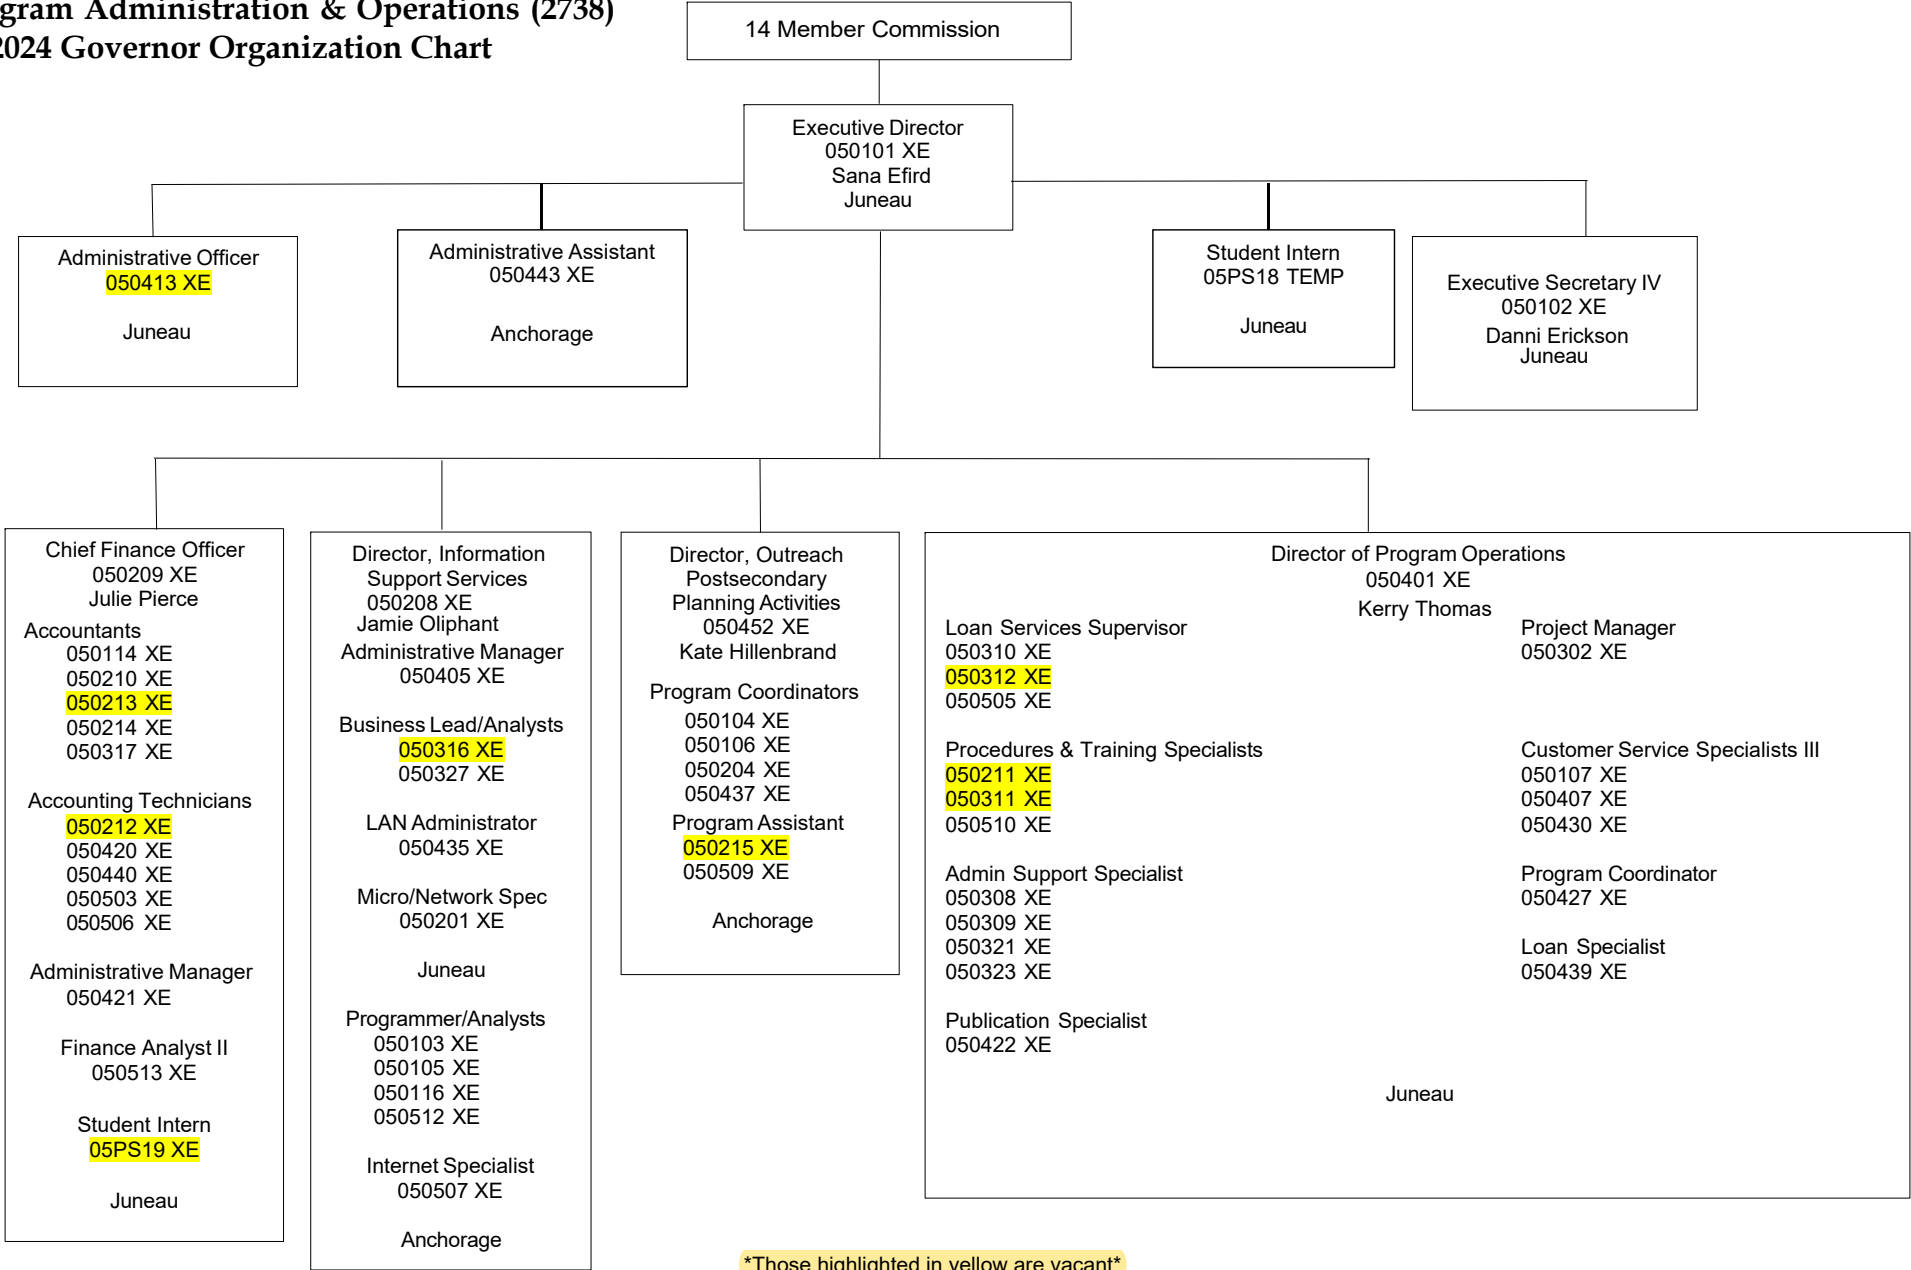 Administration & Operations (2738)
2024 Governor Organization Chart
14 Member Commission
Executive Director
050101 XE
Sana Efird
Juneau
Administrative Officer
050413 XE
Juneau
Administrative Assistant
050443 XE
Anchorage
Student Intern
05PS18 TEMP
Juneau
Executive Secretary IV
050102 XE
Danni Erickson
Juneau
Chief Finance Officer
050209 XE
Julie Pierce
Accountants
050114 XE
050210 XE
050213 XE
050214 XE
050317 XE
Accounting Technicians
050212 XE
050420 XE
050440 XE
050503 XE
050506 XE
Administrative Manager
050421 XE
Finance Analyst II
050513 XE
Student Intern
05PS19 XE
Juneau
Director, Information
Support Services
050208 XE
Jamie Oliphant
Administrative Manager
050405 XE
Business Lead/Analysts
050316 XE
050327 XE
LAN Administrator
050435 XE
Micro/Network Spec
050201 XE
Juneau
Programmer/Analysts
050103 XE
050105 XE
050116 XE
050512 XE
Internet Specialist
050507 XE
Anchorage
Director, Outreach
Postsecondary
Planning Activities
050452 XE
Kate Hillenbrand
Program Coordinators
050104 XE
050106 XE
050204 XE
050437 XE
Program Assistant
050215 XE
050509 XE
Anchorage
Director of Program Operations
050401 XE
Kerry Thomas
Loan Services Supervisor
050310 XE
050312 XE
050505 XE
Procedures & Training Specialists
050211 XE
050311 XE
050510 XE
Admin Support Specialist
050308 XE
050309 XE
050321 XE
050323 XE
Publication Specialist
050422 XE
Project Manager
050302 XE
Customer Service Specialists III
050107 XE
050407 XE
050430 XE
Program Coordinator
050427 XE
Loan Specialist
050439 XE
Juneau
*Those highlighted in yellow are vacant*